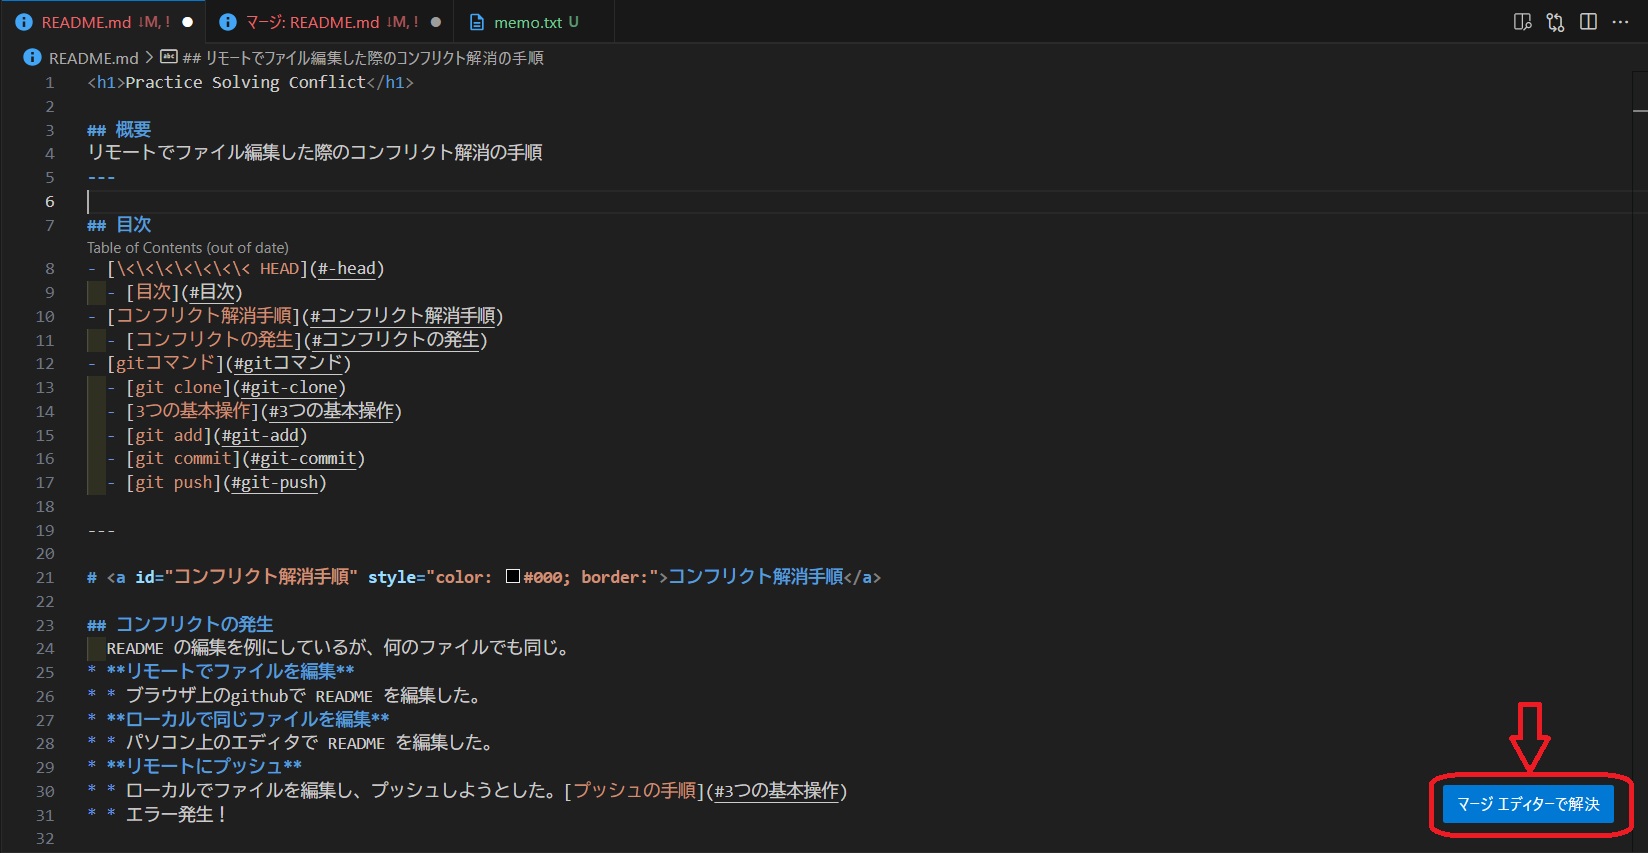 README.md ↓M, ! ● マージ: README.md ↓M, ! ● memo.txt U
README.md > ## リモートでファイル編集した際のコンフリクト解消の手順
1 <h1>Practice Solving Conflict</h1>
2
3 ## 概要
4 リモートでファイル編集した際のコンフリクト解消の手順
5 ---
6
7 ## 目次
Table of Contents (out of date)
8 - [\<\<\<\<\<\<\< HEAD](#-head)
9 - [目次](#目次)
10 - [コンフリクト解消手順](#コンフリクト解消手順)
11 - [コンフリクトの発生](#コンフリクトの発生)
12 - [gitコマンド](#gitコマンド)
13 - [git clone](#git-clone)
14 - [3つの基本操作](#3つの基本操作)
15 - [git add](#git-add)
16 - [git commit](#git-commit)
17 - [git push](#git-push)
18
19 ---
20
21 # <a id="コンフリクト解消手順" style="color: #000; border:">コンフリクト解消手順</a>
22
23 ## コンフリクトの発生
24 README の編集を例にしているが、何のファイルでも同じ。
25 * **リモートでファイルを編集**
26 * * ブラウザ上のgithubで README を編集した。
27 * **ローカルで同じファイルを編集**
28 * * パソコン上のエディタで README を編集した。
29 * **リモートにプッシュ**
30 * * ローカルでファイルを編集し、プッシュしようとした。[プッシュの手順](#3つの基本操作)
31 * * エラー発生！
32
マージ エディターで解決